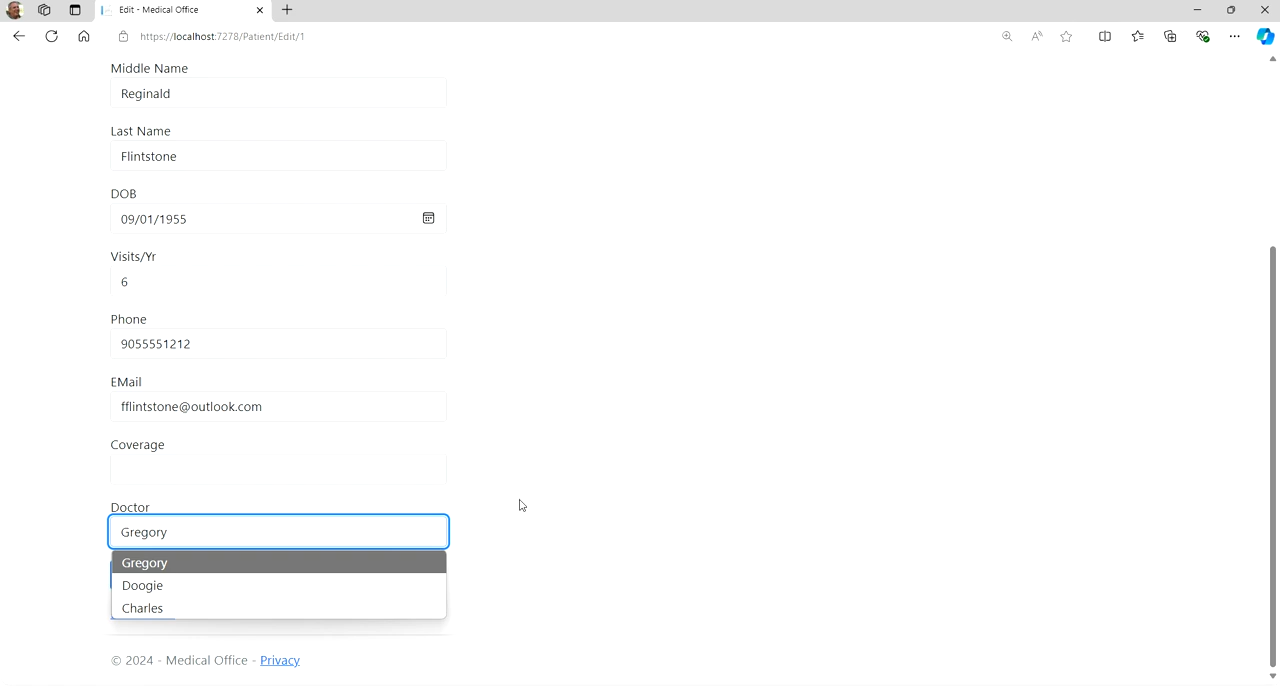 Edit - Medical Office
https://localhost:7278/Patient/Edit/1
Middle Name
Reginald
Last Name
Flintstone
DOB
09/01/1955
Visits/Yr
6
Phone
9055551212
EMail
fflintstone@outlook.com
Coverage
Doctor
Gregory
Gregory
Doogie
Charles
© 2024 - Medical Office - Privacy